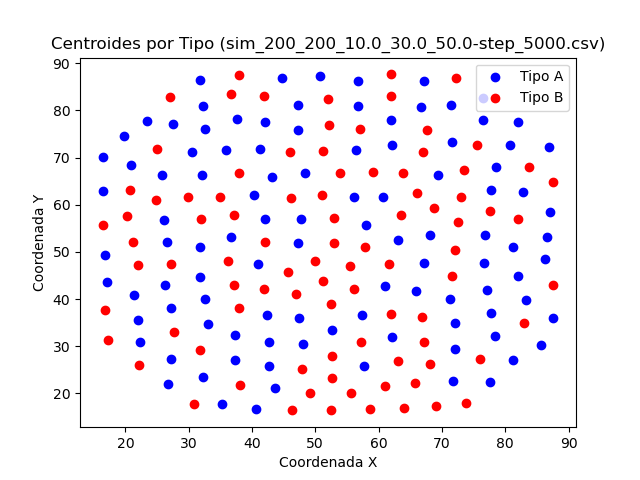 Centroides por Tipo (sim_200_200_10.0_30.0_50.0-step_5000.csv)
Tipo A
Tipo B
90
80
70
60
50
40
30
20
Coordenada Y
20 30 40 50 60 70 80 90
Coordenada X